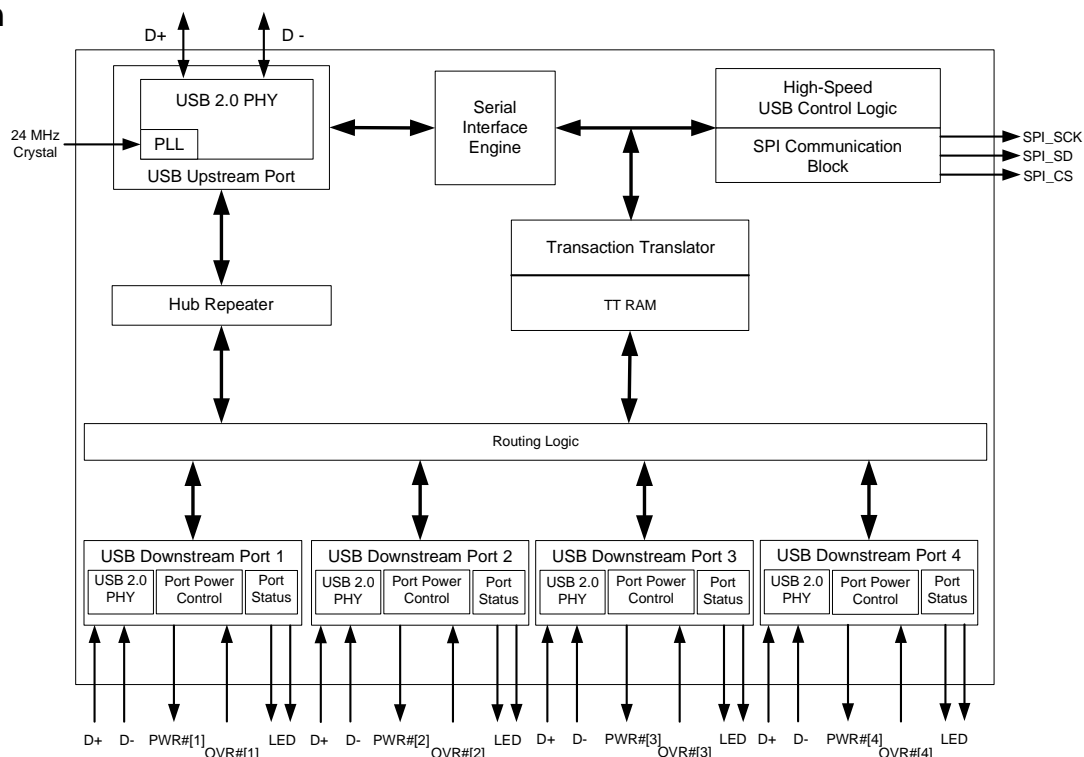 D+ D -
USB 2.0 PHY
PLL
USB Upstream Port
24 MHz
Crystal
Serial
Interface
Engine
High-Speed
USB Control Logic
SPI Communication
Block
SPI_SCK
SPI_SD
SPI_CS
Transaction Translator
TT RAM
Hub Repeater
Routing Logic
USB Downstream Port 1
USB 2.0
PHY
Port Power
Control
Port
Status
USB Downstream Port 2
USB 2.0
PHY
Port Power
Control
Port
Status
USB Downstream Port 3
USB 2.0
PHY
Port Power
Control
Port
Status
USB Downstream Port 4
USB 2.0
PHY
Port Power
Control
Port
Status
D+ D- PWR#[1] OVR#[1] LED
D+ D- PWR#[2] OVR#[2] LED
D+ D- PWR#[3] OVR#[3] LED
D+ D- PWR#[4] OVR#[4] LED